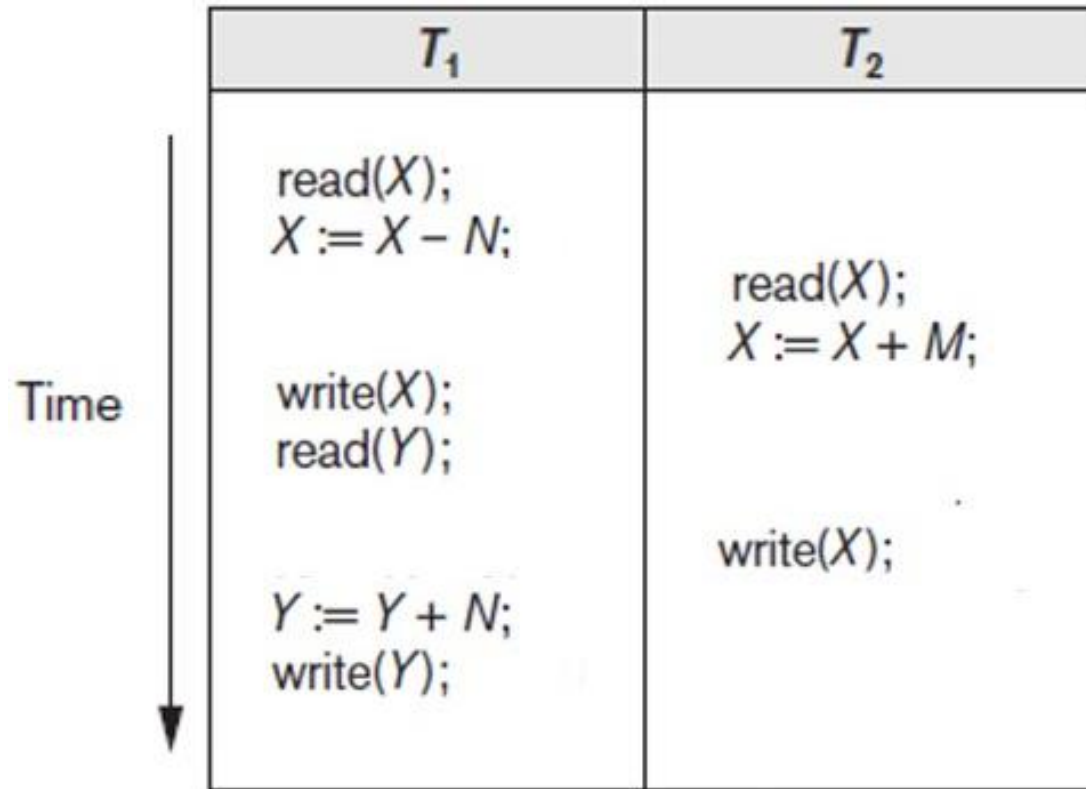 T₁ T₂
read(X);
X := X – N;
read(X);
X := X + M;
Time
write(X);
read(Y);
write(X);
Y := Y + N;
write(Y);